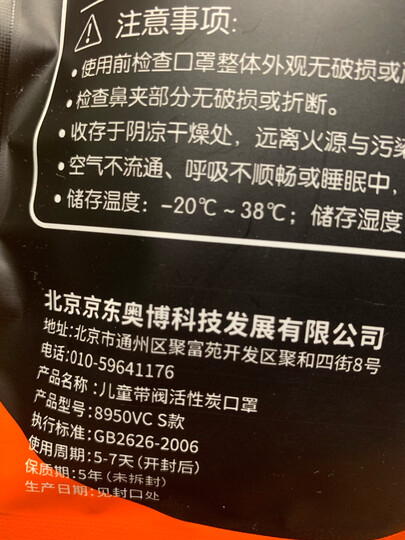 注意事项:
•使用前检查口罩整体外观无破损或
•检查鼻夹部分无破损或折断。
•收存于阴凉干燥处，远离火源与污染
•空气不流通、呼吸不顺畅或睡眠中，
•储存温度：-20℃～38℃；储存湿度
北京京东奥博科技发展有限公司
地址:北京市通州区聚富苑开发区聚和四街8号
电话:010-59641176
产品名称:儿童带阀活性炭口罩
产品型号:8950VC S款
执行标准:GB2626-2006
使用周期:5-7天(开封后)
保质期:5年(未拆封)
生产日期:见封口处